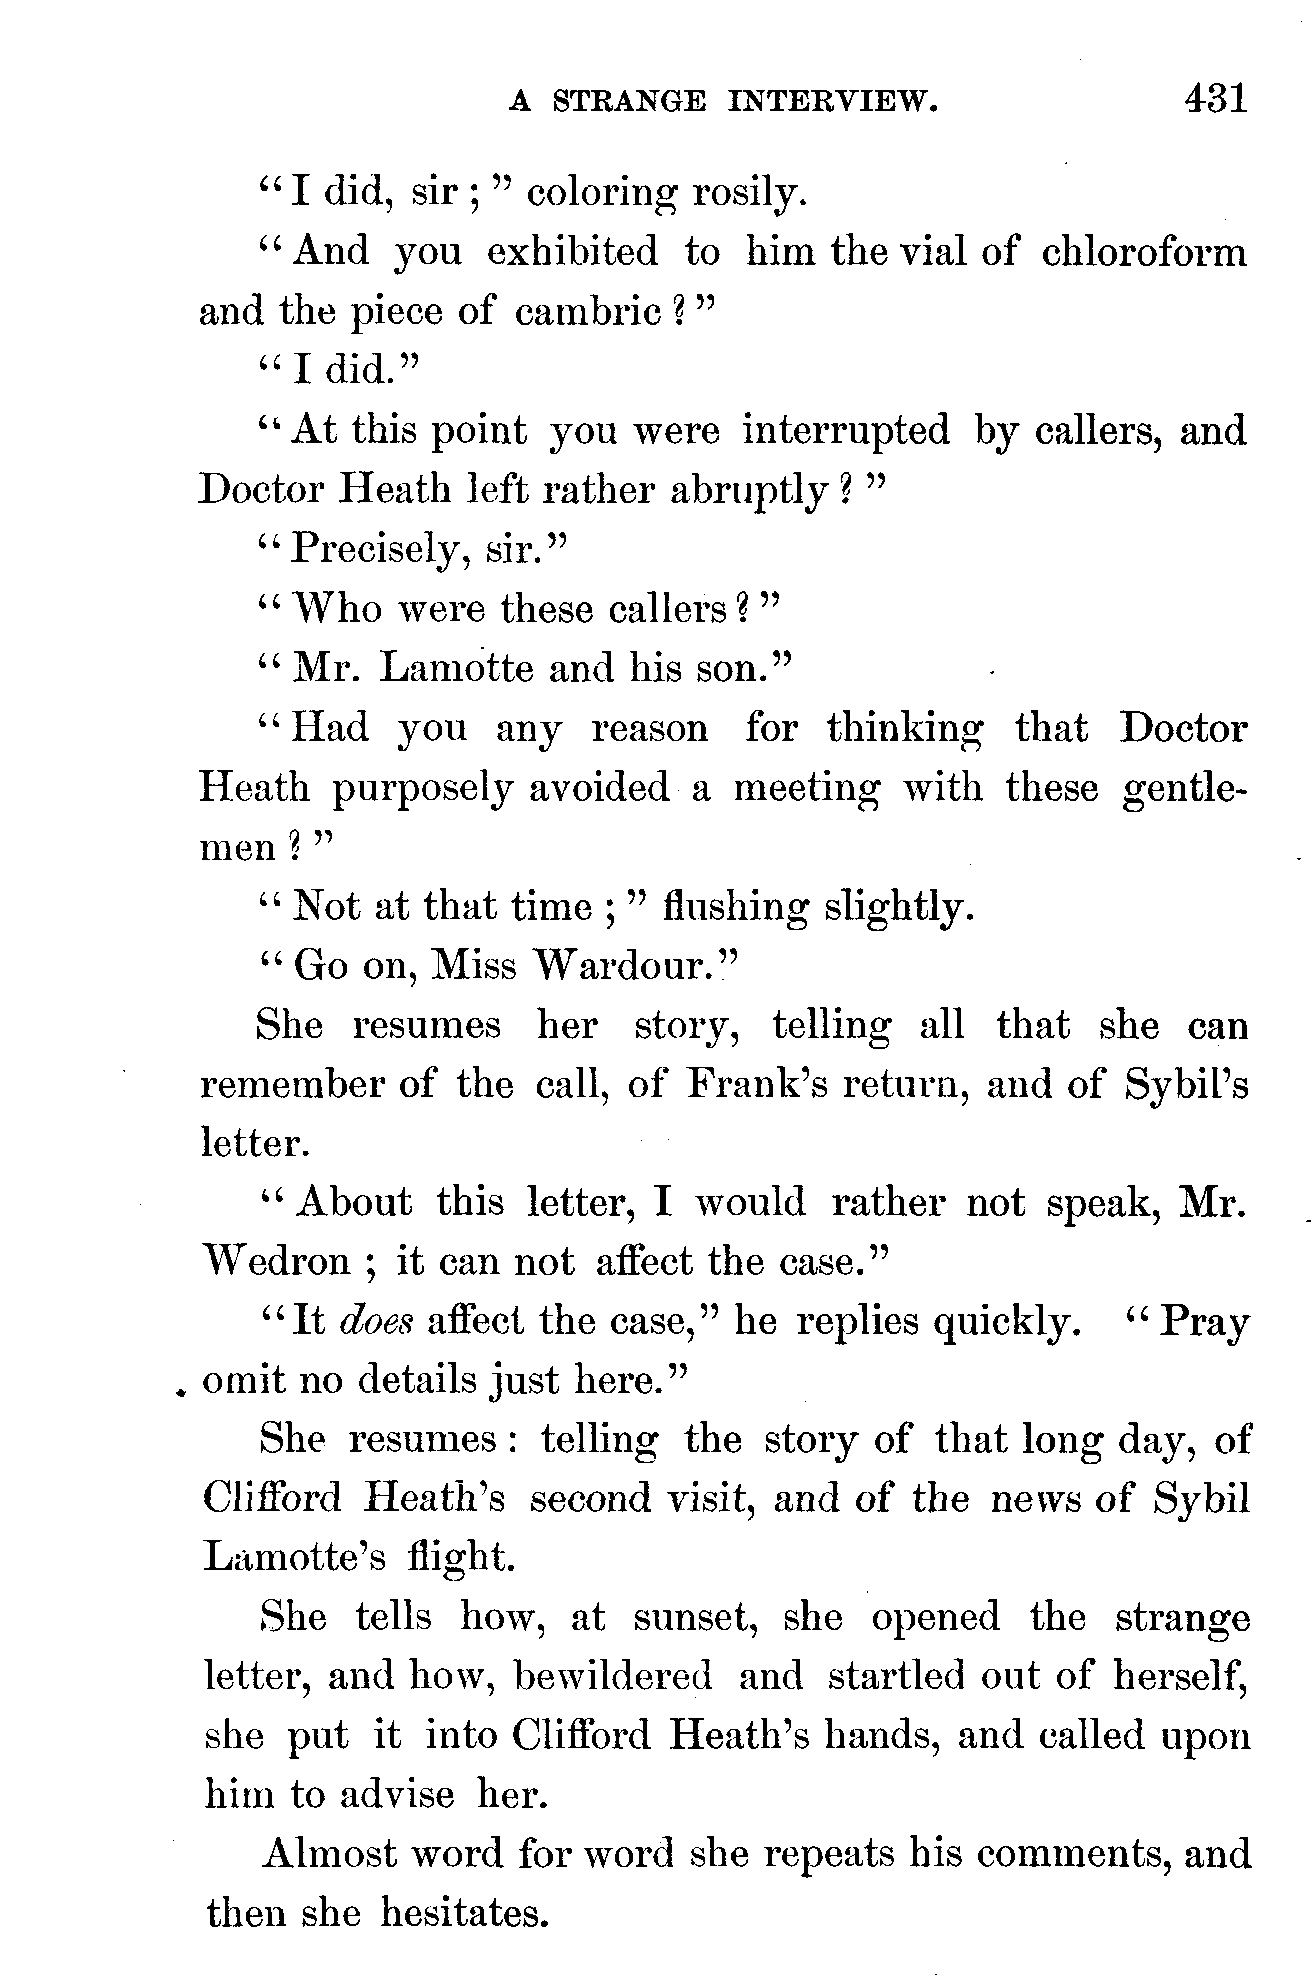 A STRANGE INTERVIEW. 431
“I did, sir ; ” coloring rosily.
“ And you exhibited to him the vial of chloroform
and the piece of cambric ? ”
“ I did.”
“ At this point you were interrupted by callers, and
Doctor Heath left rather abruptly ? ”
“ Precisely, sir.”
“ Who were these callers ? ”
“ Mr. Lamotte and his son.”
“ Had you any reason for thinking that Doctor
Heath purposely avoided a meeting with these gentle-
men ? ”
“ Not at that time ; ” flushing slightly.
“ Go on, Miss Wardour.”
She resumes her story, telling all that she can
remember of the call, of Frank’s return, and of Sybil’s
letter.
“ About this letter, I would rather not speak, Mr.
Wedron ; it can not affect the case.”
“It does affect the case,” he replies quickly. “ Pray
omit no details just here.”
She resumes : telling the story of that long day, of
Clifford Heath’s second visit, and of the news of Sybil
Lamotte’s flight.
She tells how, at sunset, she opened the strange
letter, and how, bewildered and startled out of herself,
she put it into Clifford Heath’s hands, and called upon
him to advise her.
Almost word for word she repeats his comments, and
then she hesitates.